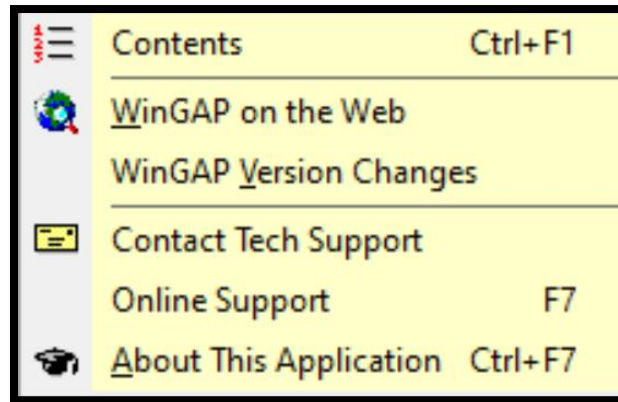 Contents Ctrl+F1
WinGAP on the Web
WinGAP Version Changes
Contact Tech Support
Online Support F7
About This Application Ctrl+F7